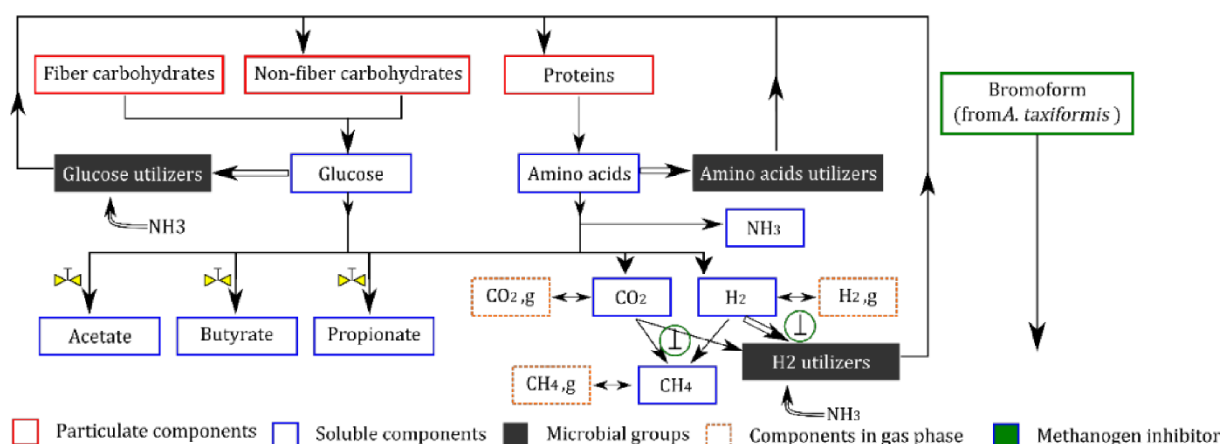 Fiber carbohydrates
Non-fiber carbohydrates
Proteins
Bromoform
(from A. taxiformis )
Glucose utilizers
Glucose
Amino acids
Amino acids utilizers
NH3
NH3
CO2 ,g
CO2
H2
H2 ,g
Acetate
Butyrate
Propionate
H2 utilizers
CH4 ,g
CH4
NH3
Particulate components
Soluble components
Microbial groups
Components in gas phase
Methanogen inhibitor